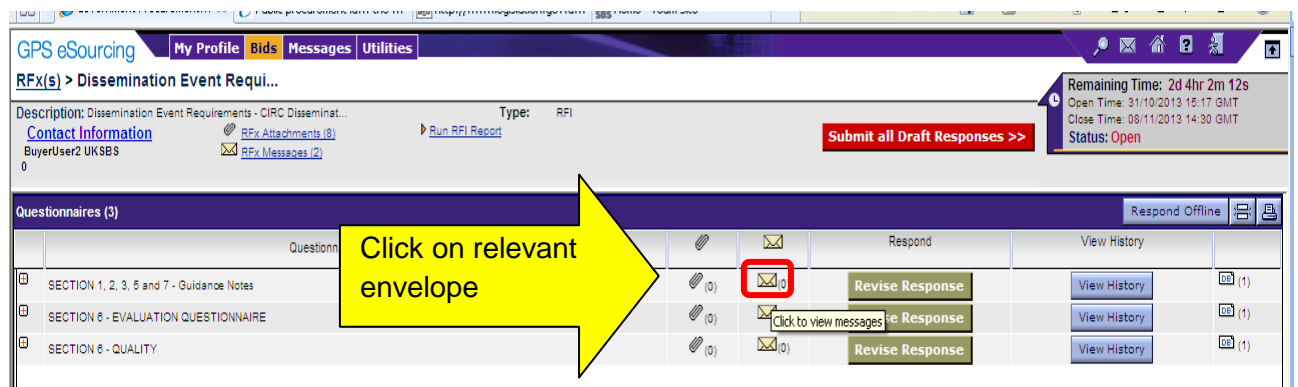 GPS eSourcing My Profile Bids Messages Utilities
RFx(s) > Dissemination Event Requi...
Remaining Time: 2d 4hr 2m 12s
Open Time: 31/10/2013 15:17 GMT
Close Time: 08/11/2013 14:30 GMT
Status: Open
Description: Dissemination Event Requirements - CIRC Disseminat... Type: RFI
Contact Information RFx Attachments (8) Run RFI Report
BuyerUser2 UKSBS RFx Messages (2)
0
Submit all Draft Responses >>
Questionnaires (3) Respond Offline
Questionn Respond View History
Click on relevant
envelope
SECTION 1, 2, 3, 5 and 7 - Guidance Notes (0) (0) Revise Response View History DB (1)
SECTION 6 - EVALUATION QUESTIONNAIRE (0) Click to view messages se Response View History DB (1)
SECTION 6 - QUALITY (0) (0) Revise Response View History DB (1)